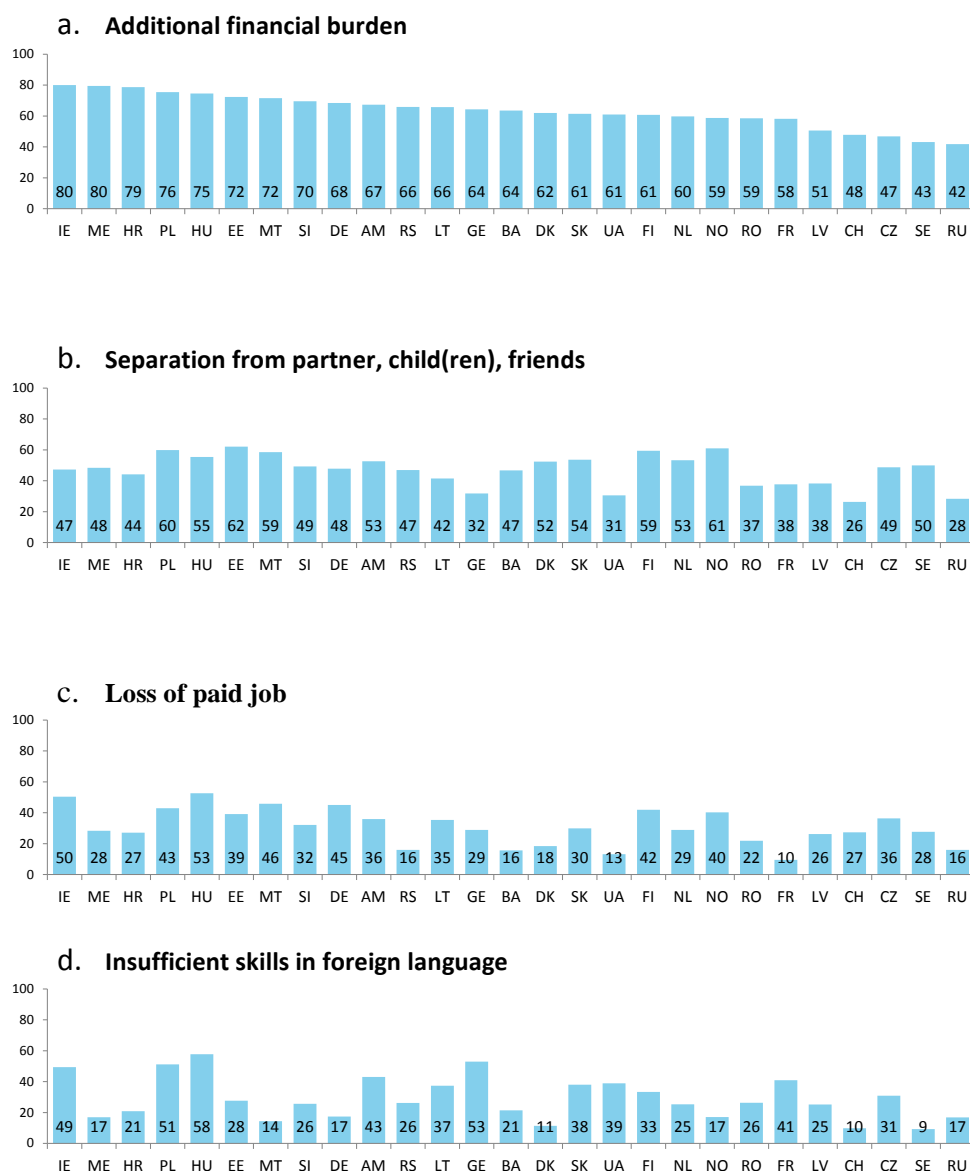 a. Additional financial burden
100
80
60
40
20
0
80 80 79 76 75 72 72 70 68 67 66 66 64 64 62 61 61 61 60 59 59 58 51 48 47 43 42
IE ME HR PL HU EE MT SI DE AM RS LT GE BA DK SK UA FI NL NO RO FR LV CH CZ SE RU
b. Separation from partner, child(ren), friends
100
80
60
40
20
0
47 48 44 60 55 62 59 49 48 53 47 42 32 47 52 54 31 59 53 61 37 38 38 26 49 50 28
IE ME HR PL HU EE MT SI DE AM RS LT GE BA DK SK UA FI NL NO RO FR LV CH CZ SE RU
c. Loss of paid job
100
80
60
40
20
0
50 28 27 43 53 39 46 32 45 36 16 35 29 16 18 30 13 42 29 40 22 10 26 27 36 28 16
IE ME HR PL HU EE MT SI DE AM RS LT GE BA DK SK UA FI NL NO RO FR LV CH CZ SE RU
d. Insufficient skills in foreign language
100
80
60
40
20
0
49 17 21 51 58 28 14 26 17 43 26 37 53 21 11 38 39 33 25 17 26 41 25 10 31 9 17
IE ME HR PL HU EE MT SI DE AM RS LT GE BA DK SK UA FI NL NO RO FR LV CH CZ SE RU